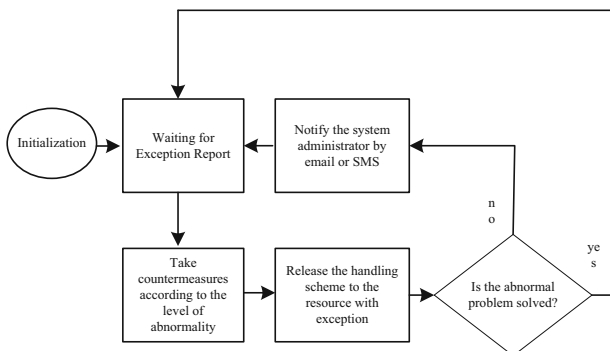 Initialization
Waiting for
Exception Report
Notify the system
administrator by
email or SMS
n
o
ye
s
Take
countermeasures
according to the
level of
abnormality
Release the handling
scheme to the
resource with
exception
Is the abnormal
problem solved?